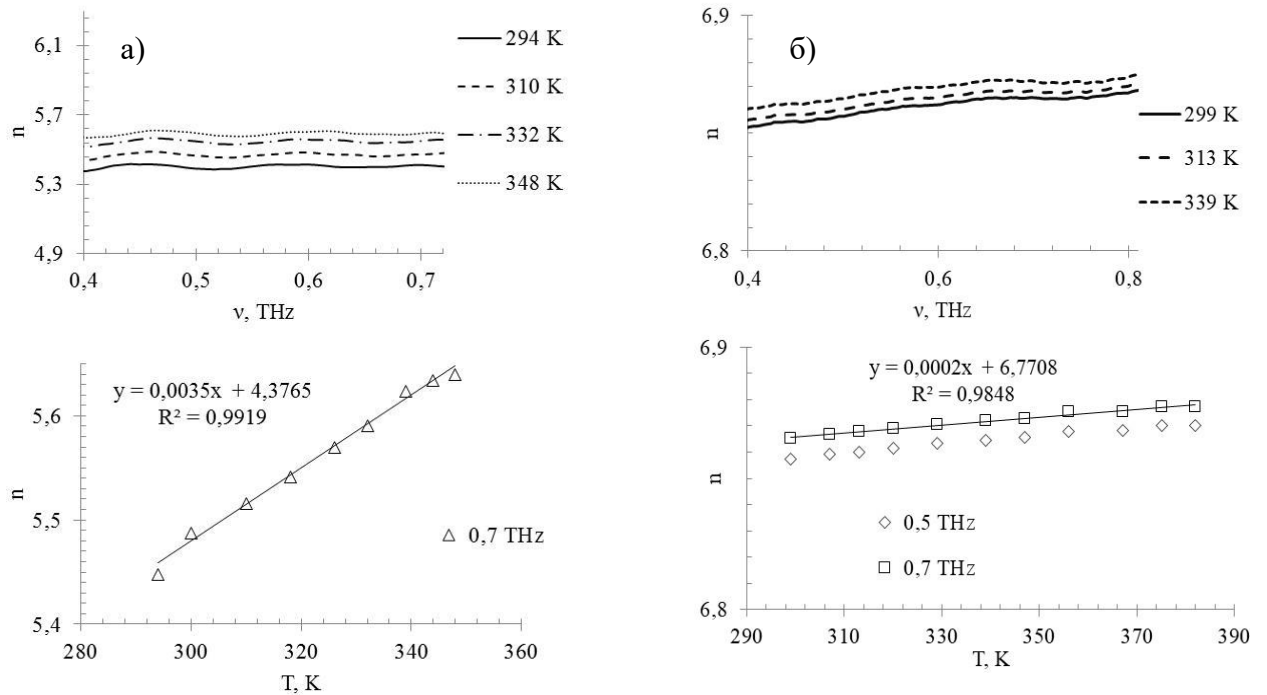 а)
n
6,1
5,7
5,3
4,9
0,4
0,5
0,6
0,7
ν, THz
294 K
310 K
332 K
348 K
б)
n
6,9
6,8
0,4
0,6
0,8
ν, THz
299 K
313 K
339 K
y = 0,0035x + 4,3765
R² = 0,9919
n
5,6
5,5
5,4
280
300
320
340
360
T, K
0,7 THz
y = 0,0002x + 6,7708
R² = 0,9848
n
6,9
6,8
290
310
330
350
370
390
T, K
0,5 THz
0,7 THz